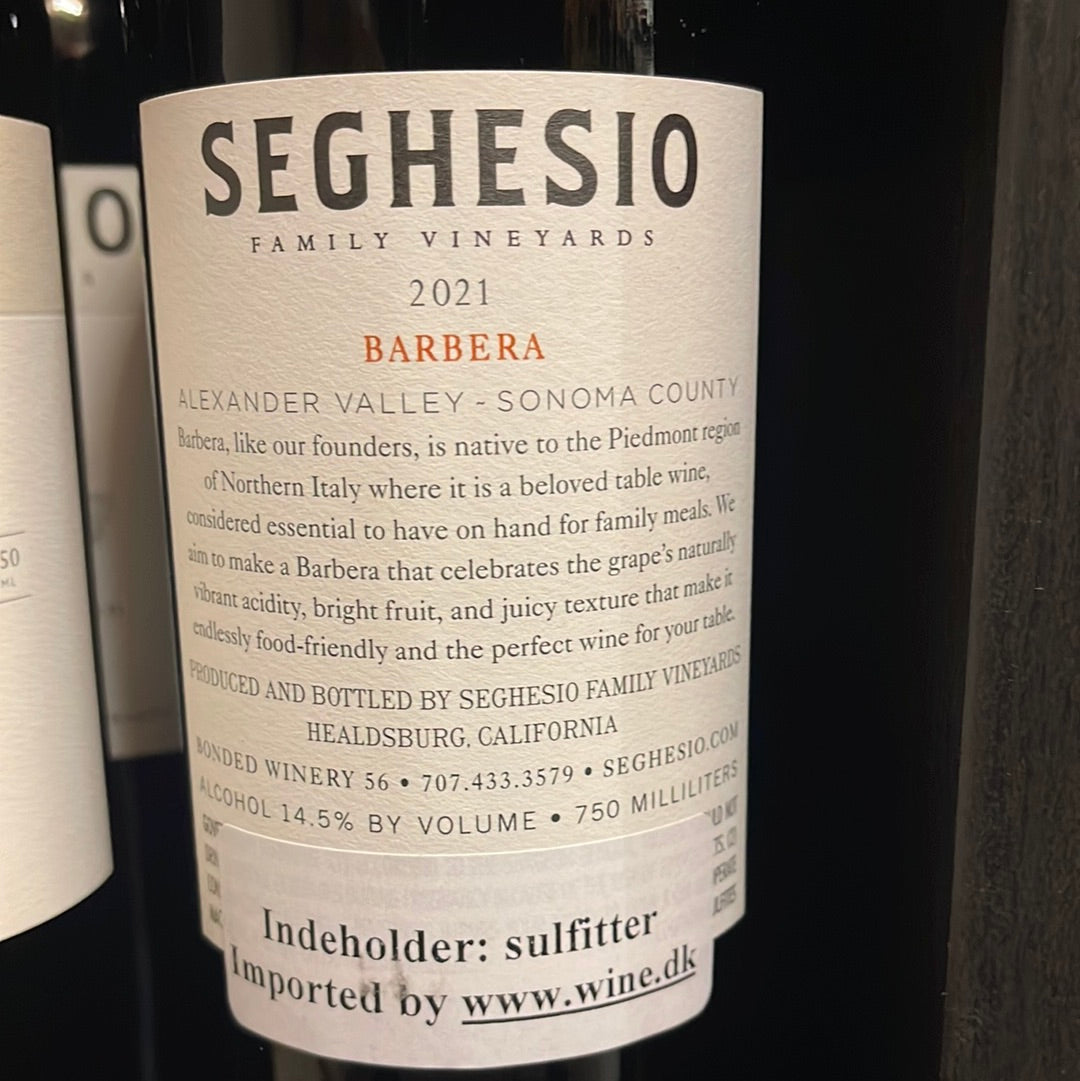 SEGHESIO
FAMILY VINEYARDS
2021
BARBERA
ALEXANDER VALLEY - SONOMA COUNTY
Barbera, like our founders, is native to the Piedmont region
of Northern Italy where it is a beloved table wine,
considered essential to have on hand for family meals. We
aim to make a Barbera that celebrates the grape's naturally
vibrant acidity, bright fruit, and juicy texture that make it
endlessly food-friendly and the perfect wine for your table.
PRODUCED AND BOTTLED BY SEGHESIO FAMILY VINEYARDS
HEALDSBURG, CALIFORNIA
BONDED WINERY 56 • 707.433.3579 • SEGHESIO.COM
ALCOHOL 14.5% BY VOLUME • 750 MILLILITERS
Indeholder: sulfitter
Imported by www.wine.dk
O
50
ML